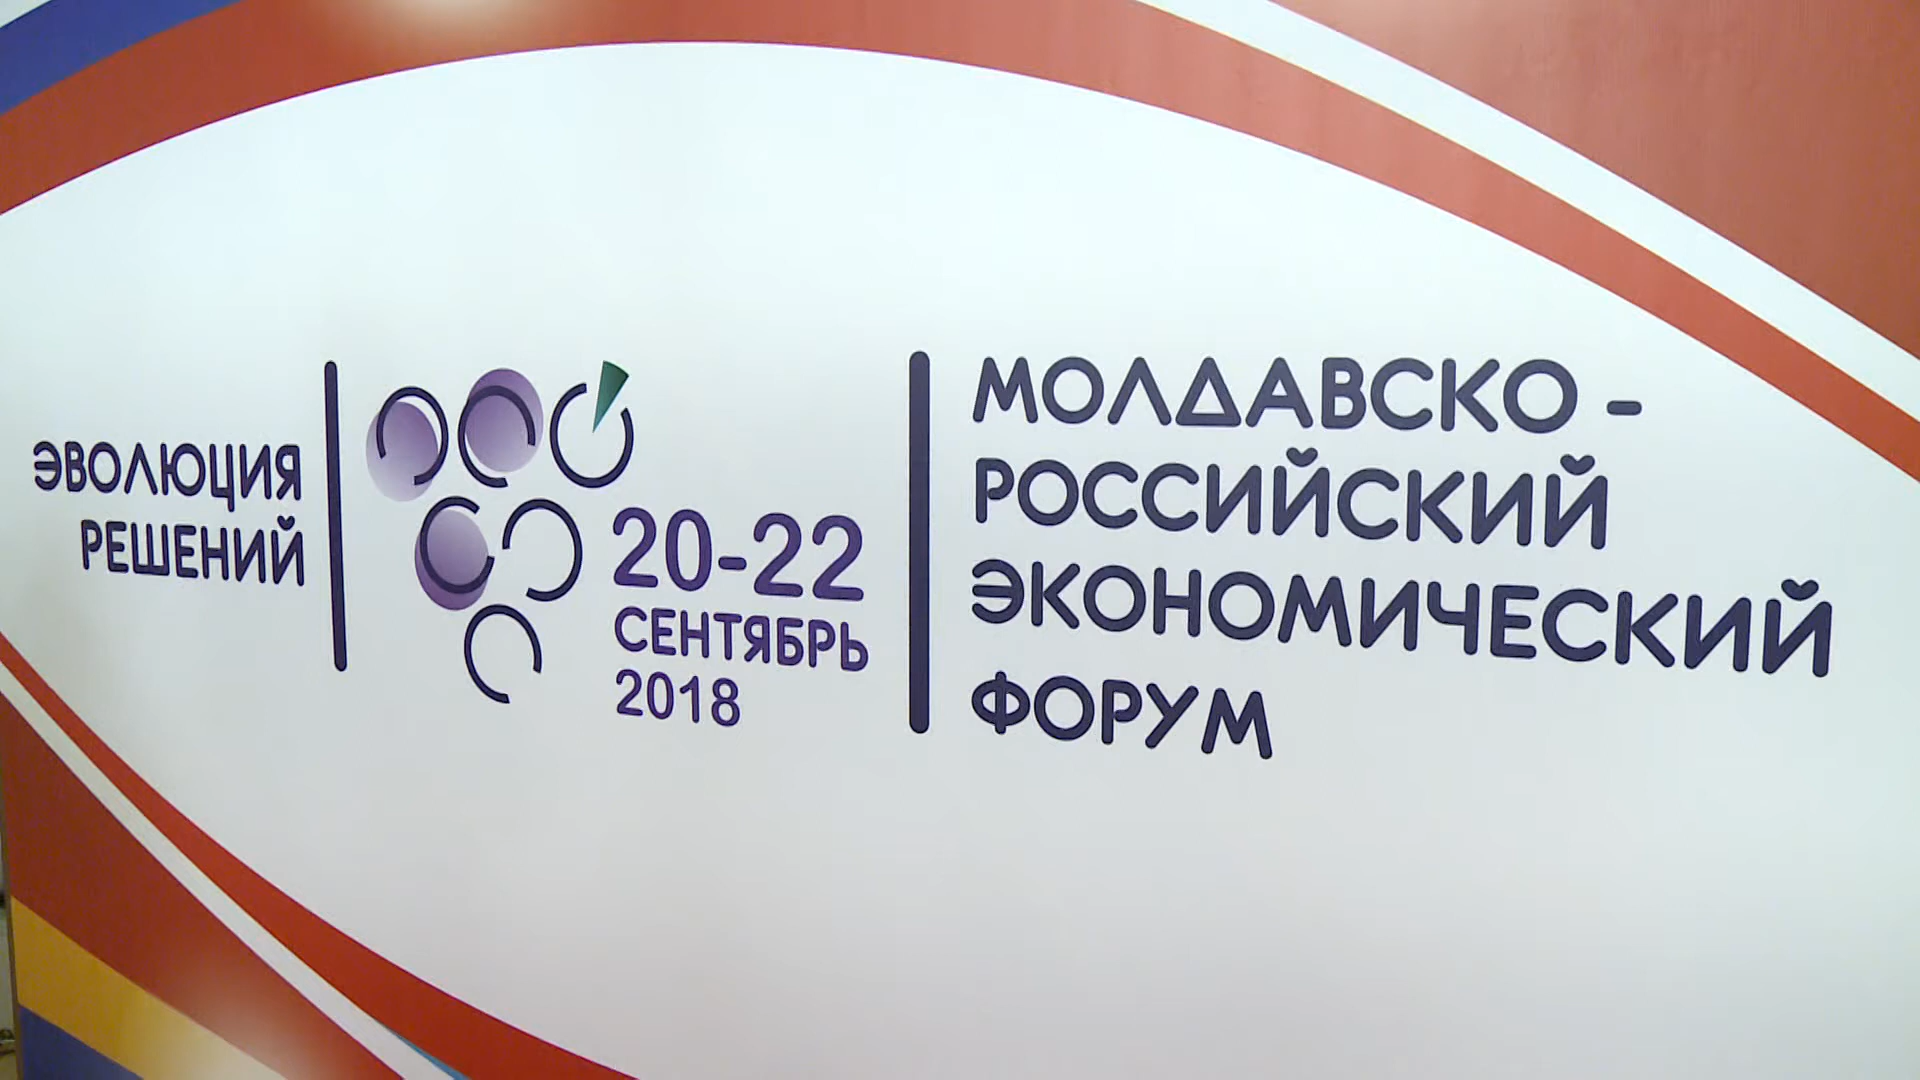 ЭВОЛЮЦИЯ
РЕШЕНИЙ
20-22
СЕНТЯБРЬ
2018
МОЛДАВСКО -
РОССИЙСКИЙ
ЭКОНОМИЧЕСКИЙ
ФОРУМ